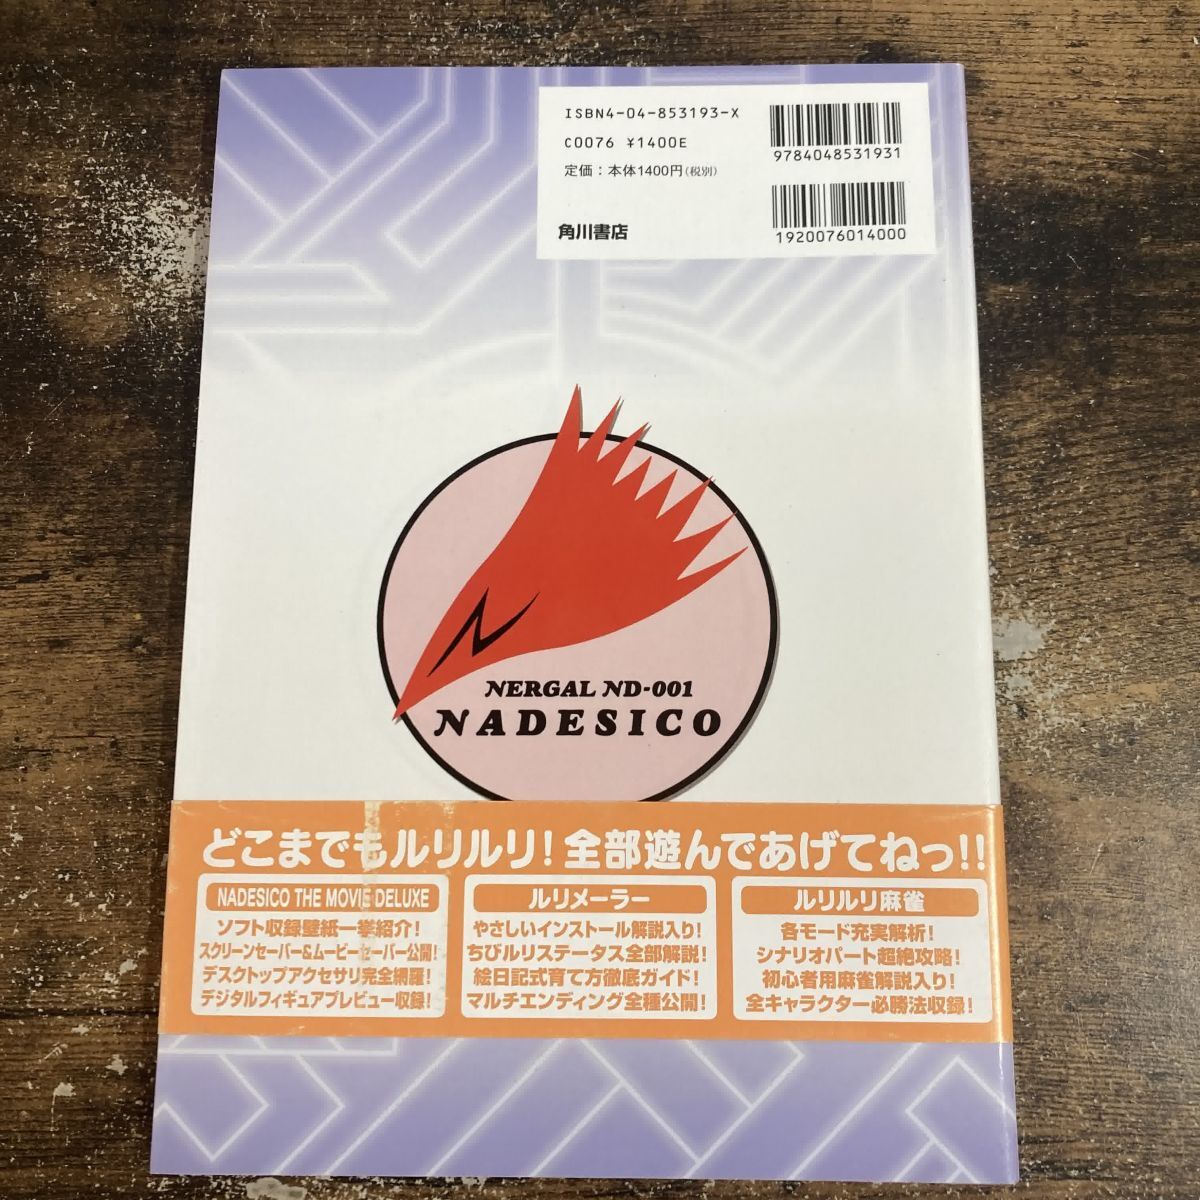 ISBN4-04-853193-X
C0076 ¥1400E
定価：本体1400円(税別)
角川書店
9784048531931
1920076014000
NERGAL ND-001
NADESICO
どこまでもルリルリ！全部遊んであげてねっ!!
NADESICO THE MOVIE DELUXE
ソフト収録壁紙一挙紹介！
スクリーンセーバー&ムービーセーバー公開！
デスクトップアクセサリ完全網羅！
デジタルフィギュアプレビュー収録！
ルリメーラー
やさしいインストール解説入り！
ちびルリステータス全部解説！
絵日記式育て方徹底ガイド！
マルチエンディング全種公開！
ルリルリ麻雀
各モード充実解析！
シナリオパート超絶攻略！
初心者用麻雀解説入り！
全キャラクター必勝法収録！